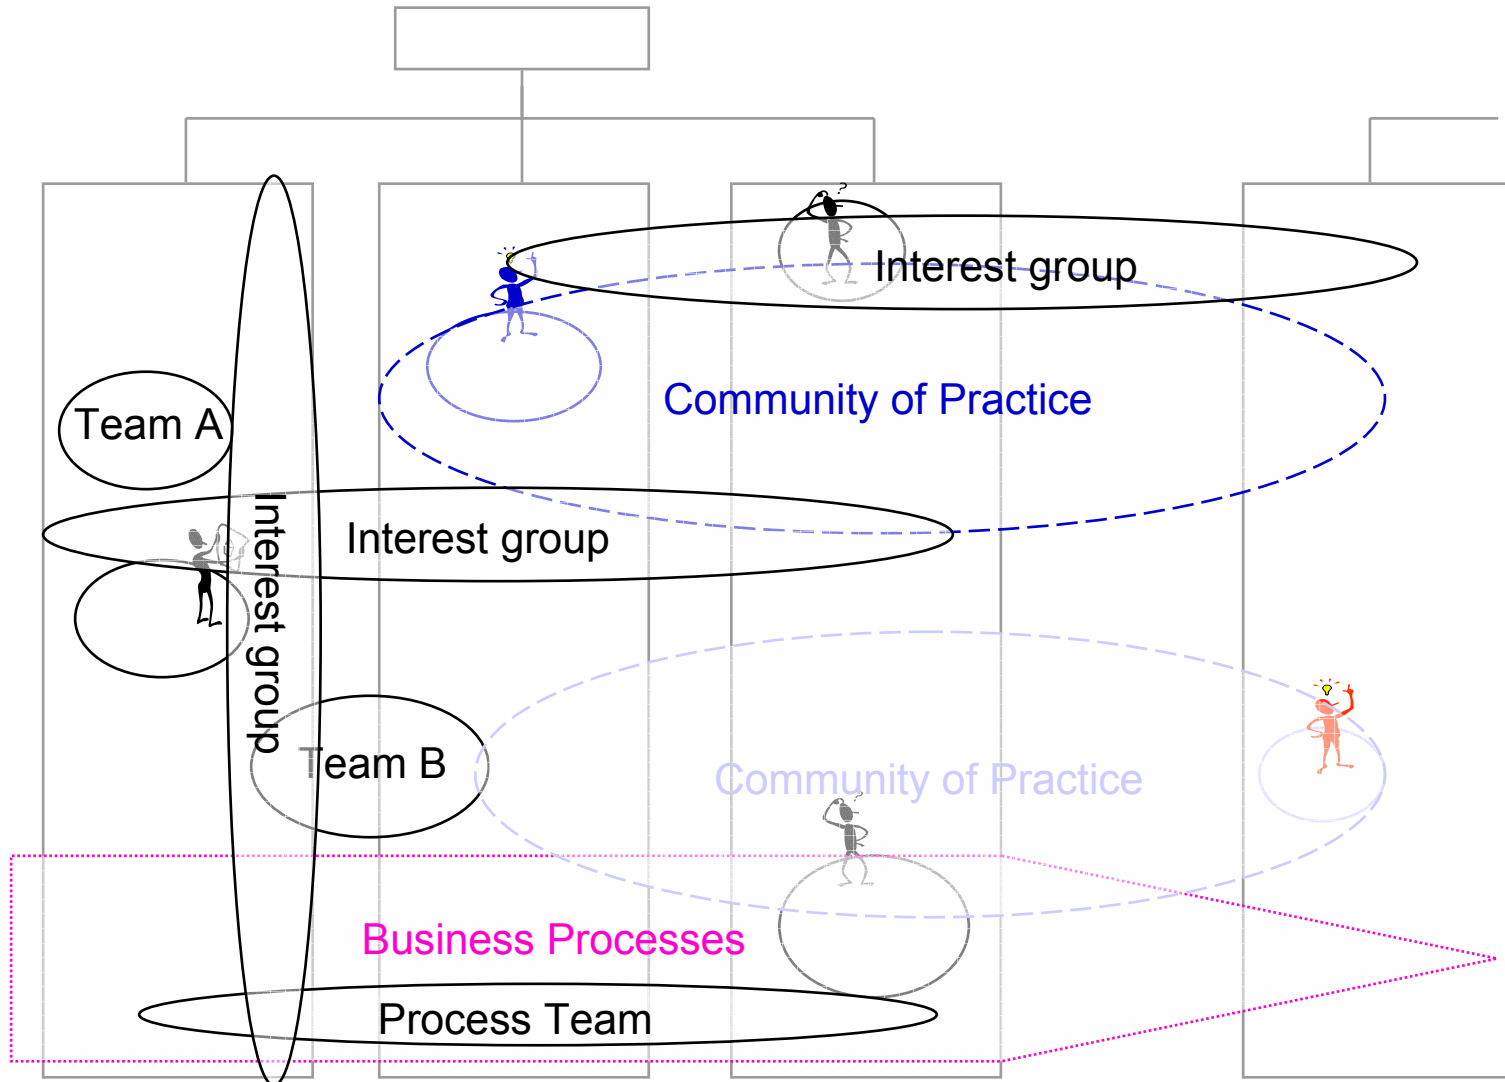 Interest group
Community of Practice
Team A
Interest group
Interest group
Team B
Community of Practice
Business Processes
Process Team